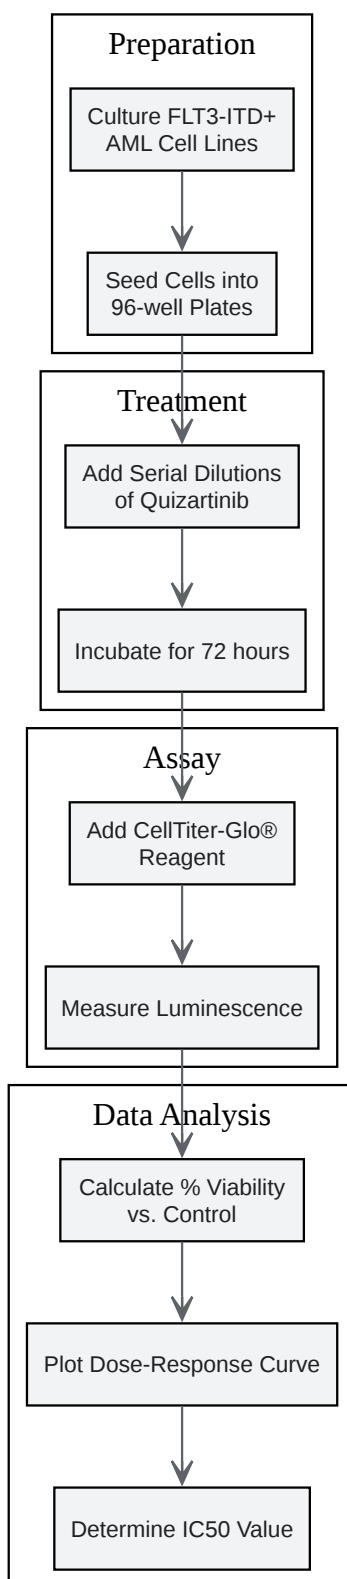 Preparation
Culture FLT3-ITD+
AML Cell Lines
Seed Cells into
96-well Plates
Treatment
Add Serial Dilutions
of Quizartinib
Incubate for 72 hours
Assay
Add CellTiter-Glo®
Reagent
Measure Luminescence
Data Analysis
Calculate % Viability
vs. Control
Plot Dose-Response Curve
Determine IC50 Value